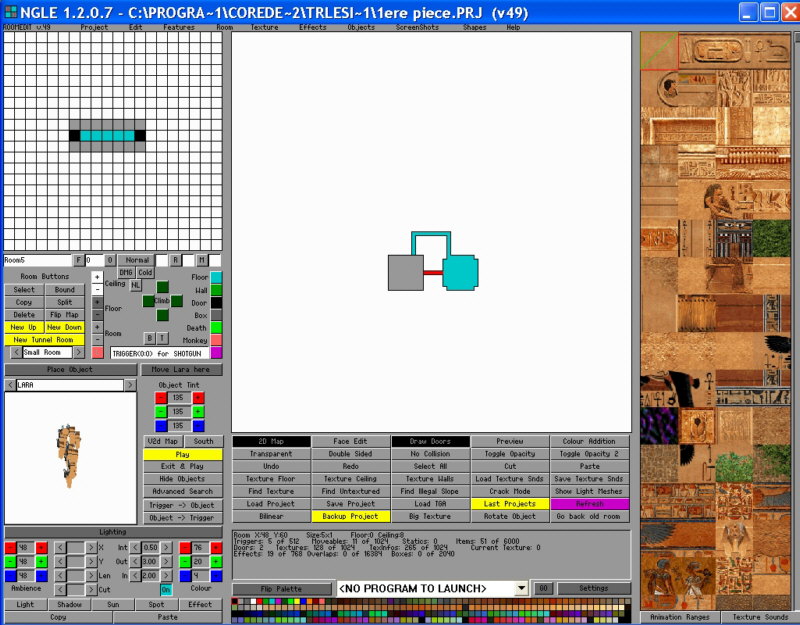 NGLE 1.2.0.7 - C:\PROGRA~1\COREDE~2\TRLESI~1\1ere piece.PRJ (v49)
ROOMEDIT v.49 Project Edit Features Room Texture Effects Objects ScreenShots Shapes Help
Room5 F 0 0 Normal R M
DMG Cold
Room Buttons + Ceiling NL Floor
Select Bound - Wall
Copy Split + Floor Climb Door
Delete Flip Map - Box
New Up New Down + Room Death
New Tunnel Room - B T Monkey
< Small Room > TRIGGER(0:0) for SHOTGUN
Place Object Move Lara here
< LARA > Object Tint
- 135 +
- 135 +
- 135 +
V2d Map South
Play
Exit & Play
Hide Objects
Advanced Search
Trigger -> Object
Object -> Trigger
2D Map Face Edit Draw Doors Preview Colour Addition
Transparent Double Sided No Collision Toggle Opacity Toggle Opacity 2
Undo Redo Select All Cut Paste
Texture Floor Texture Ceiling Texture Walls Load Texture Snds Save Texture Snds
Find Texture Find Untextured Find Illegal Slope Crack Mode Show Light Meshes
Load Project Save Project Load TGA Last Projects Refresh
Bilinear Backup Project Big Texture Rotate Object Go back old room
Lighting
- 48 + < > X Int < 0.50 > - 76 +
- 48 + < > Y Out < 3.00 > - 20 +
- 48 + < > Len In < 2.00 > - 4 +
Ambience < > Cut On Colour
Light Shadow Sun Spot Effect
Copy Paste
Room X:48 Y:60 Size:5x1 Floor:0 Ceiling:8
Triggers: 5 of 512 Moveables: 11 of 1024 Statics: 0 Items: 51 of 6000
Doors: 2 Textures: 128 of 1024 TexInfos: 265 of 1024 Current Texture: 0
Effects: 19 of 768 Overlaps: 0 of 16384 Boxes: 0 of 2040
Flip Palette <NO PROGRAM TO LAUNCH> GO Settings
Animation Ranges Texture Sounds